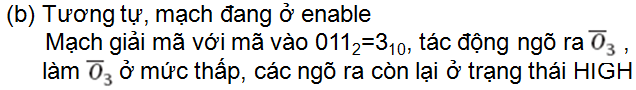 (b) Tương tự, mạch đang ở enable
Mạch giải mã với mã vào 011₂=3₁₀, tác động ngõ ra O̅₃ ,
làm O̅₃ ở mức thấp, các ngõ ra còn lại ở trạng thái HIGH